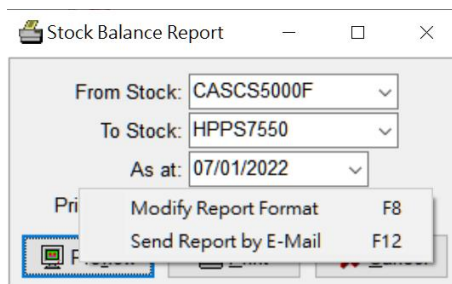 Stock Balance Report
From Stock: CASCS5000F
To Stock: HPPS7550
As at: 07/01/2022
Modify Report Format F8
Send Report by E-Mail F12